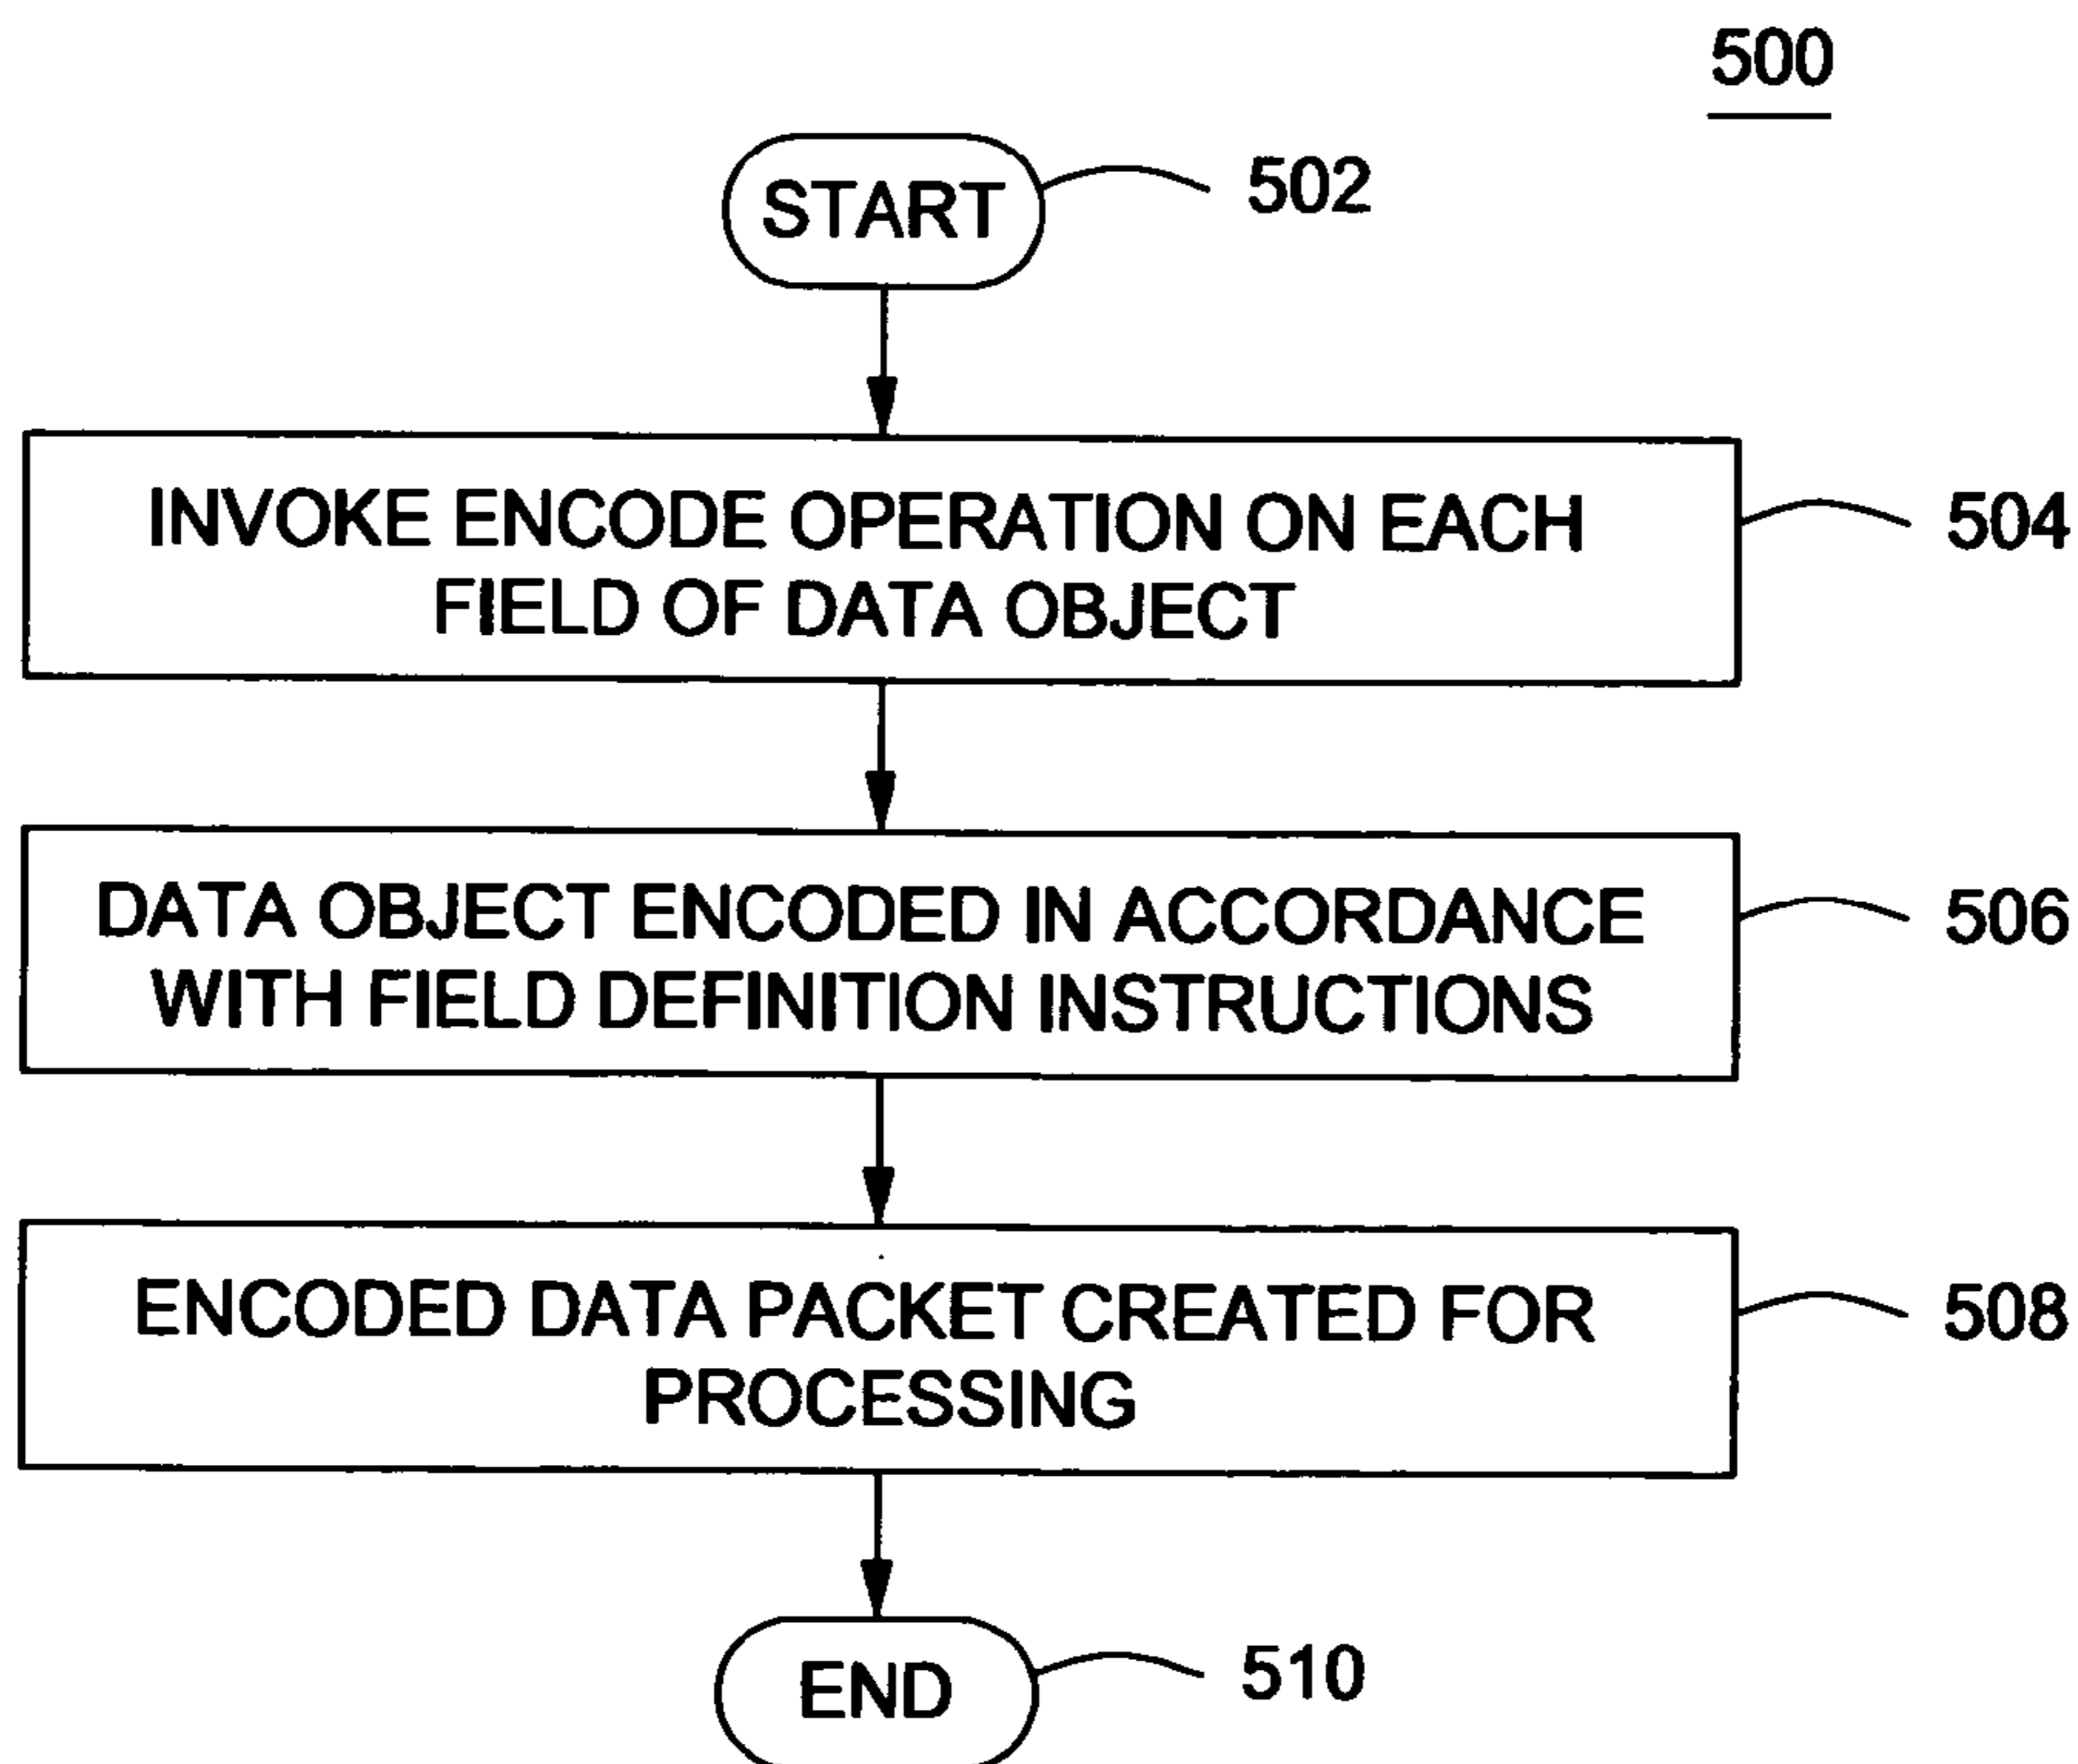 500
START
502
INVOKE ENCODE OPERATION ON EACH
FIELD OF DATA OBJECT
504
DATA OBJECT ENCODED IN ACCORDANCE
WITH FIELD DEFINITION INSTRUCTIONS
506
ENCODED DATA PACKET CREATED FOR
PROCESSING
508
END
510